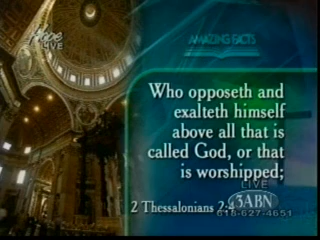 Hope
LIVE
AMAZING FACTS
Who opposeth and
exalteth himself
above all that is
called God, or that
is worshipped;
2 Thessalonians 2:4
LIVE
3ABN
618-627-4651